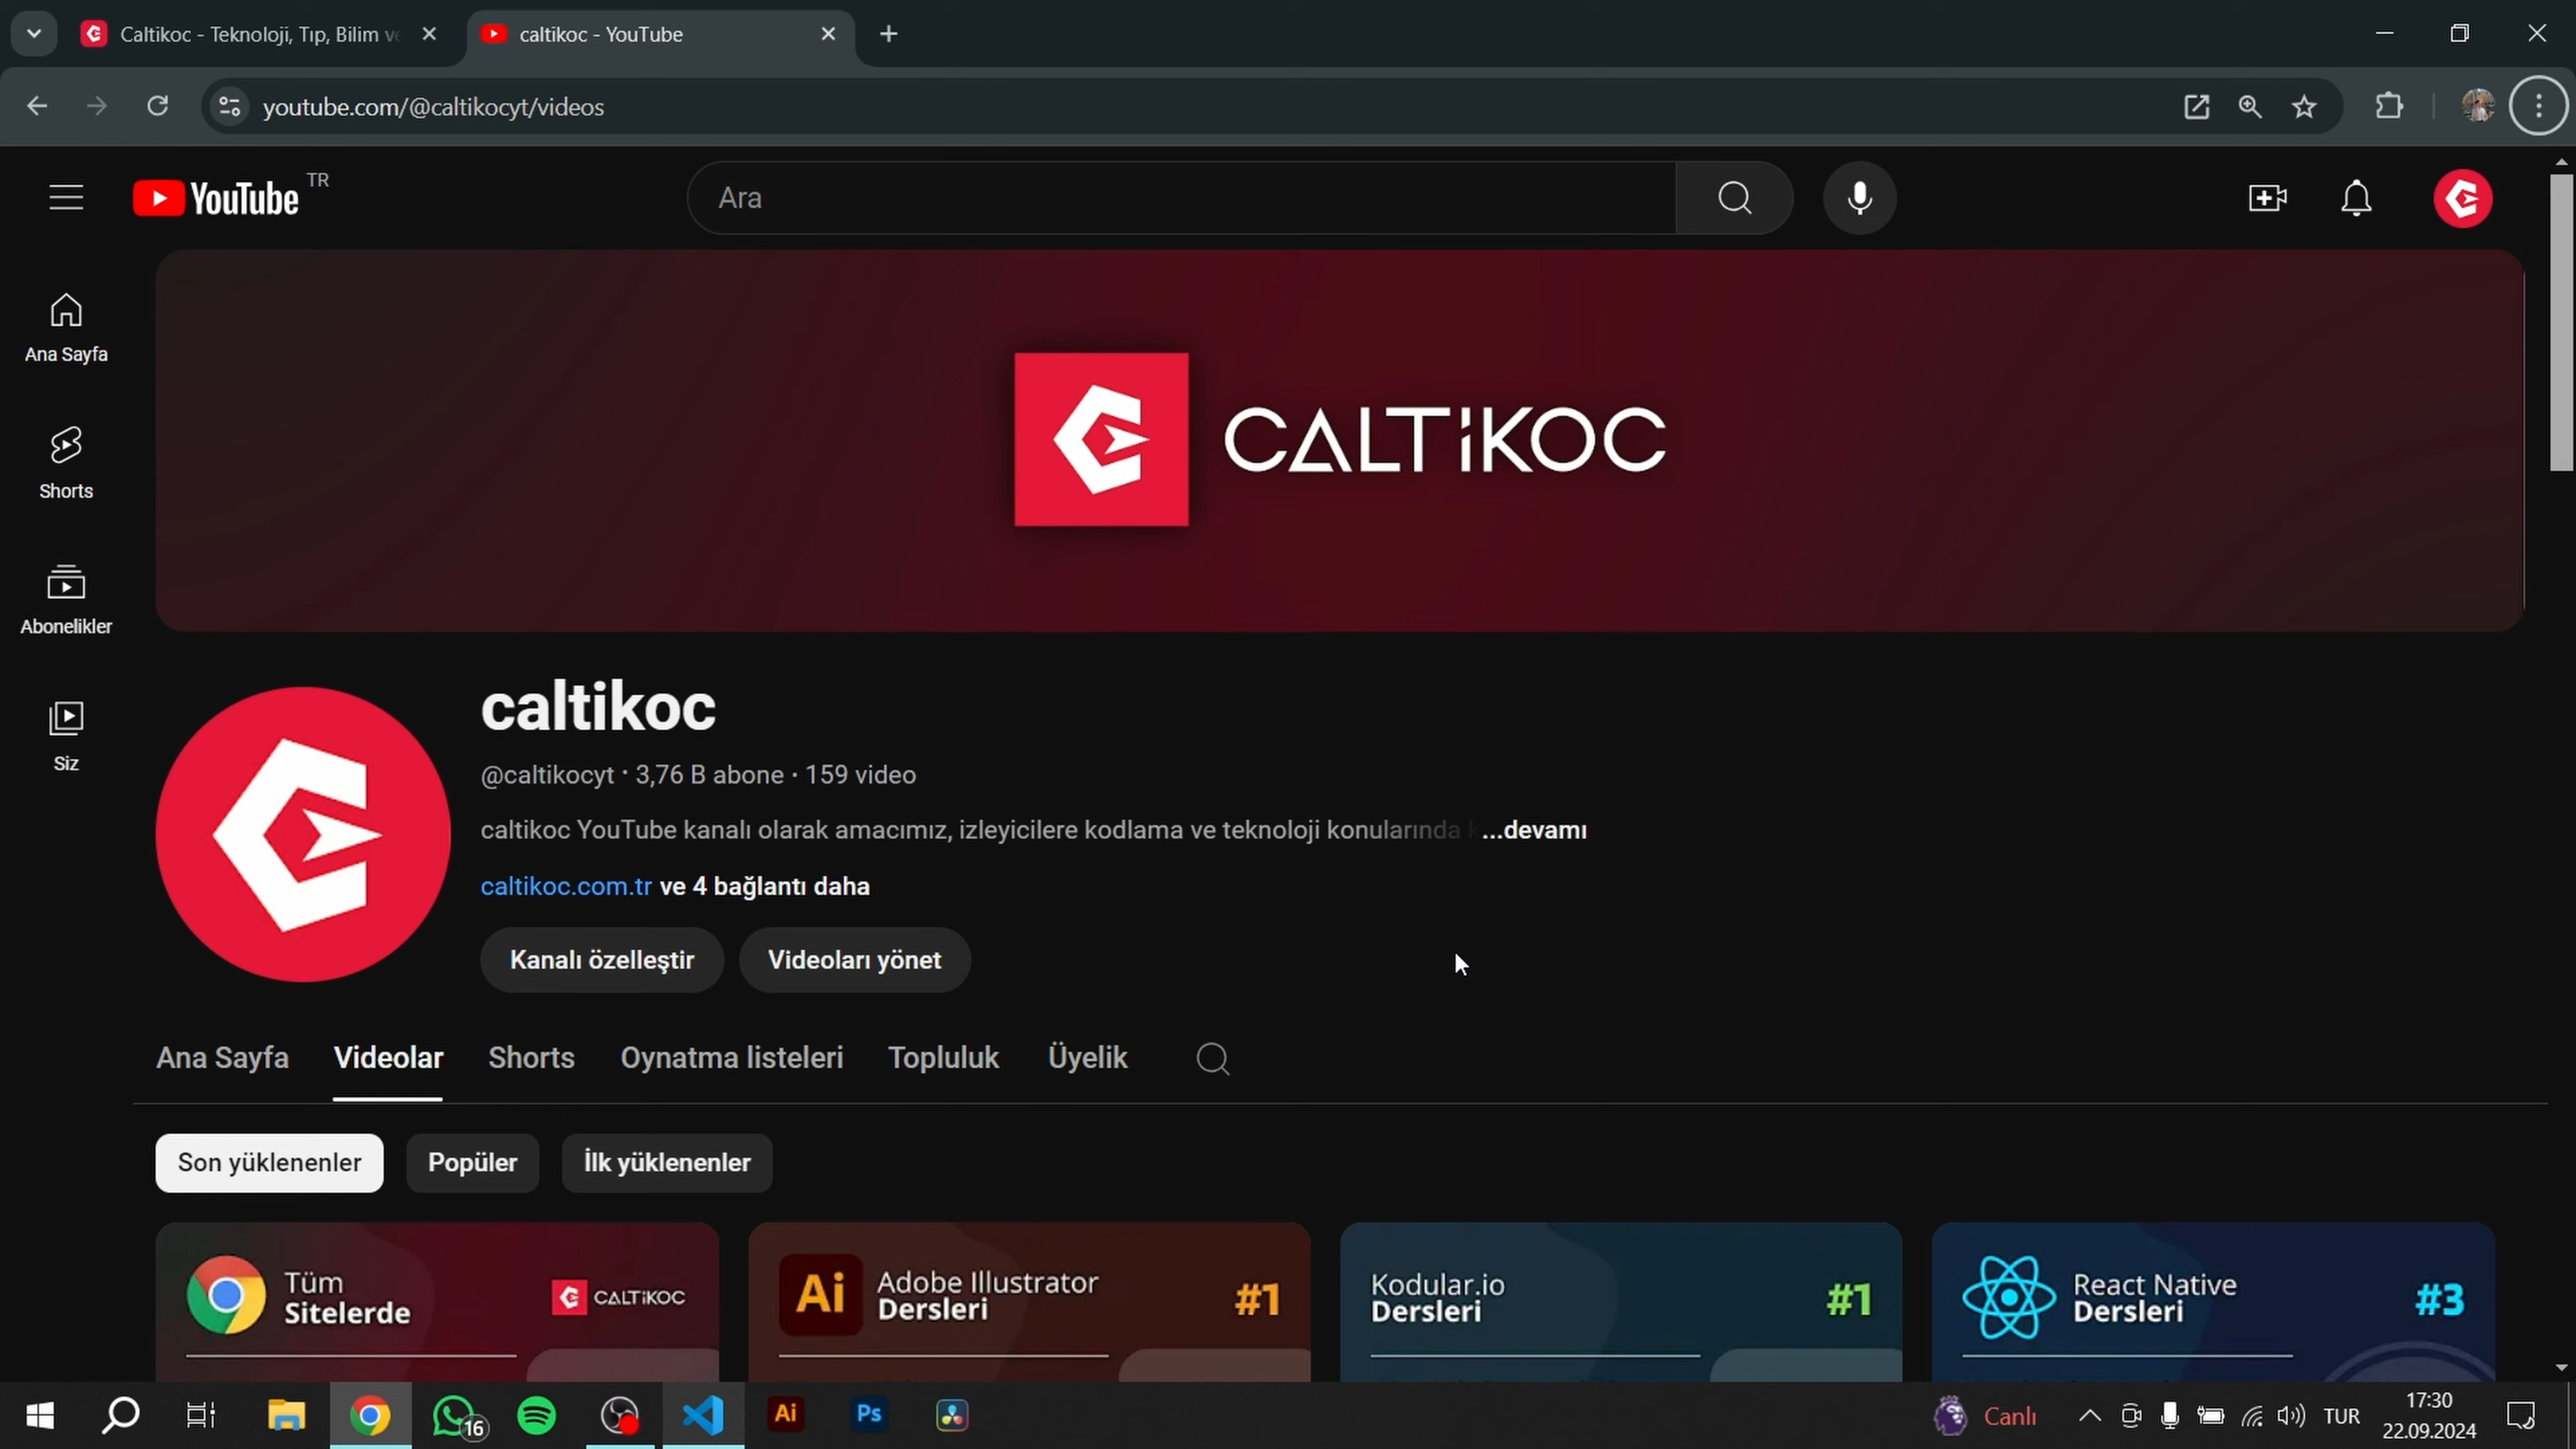 Caltikoc - Teknoloji, Tıp, Bilim ve
caltikoc - YouTube
youtube.com/@caltikocyt/videos
YouTube TR
Ara
Ana Sayfa
Shorts
Abonelikler
Siz
CALTiKOC
caltikoc
@caltikocyt • 3,76 B abone • 159 video
caltikoc YouTube kanalı olarak amacımız, izleyicilere kodlama ve teknoloji konularında k ...devamı
caltikoc.com.tr ve 4 bağlantı daha
Kanalı özelleştir
Videoları yönet
Ana Sayfa
Videolar
Shorts
Oynatma listeleri
Topluluk
Üyelik
Son yüklenenler
Popüler
İlk yüklenenler
Tüm
Sitelerde
CALTiKOC
Ai
Adobe Illustrator
Dersleri
#1
Kodular.io
Dersleri
#1
React Native
Dersleri
#3
16
Ai
Ps
Canlı
TUR
17:30
22.09.2024